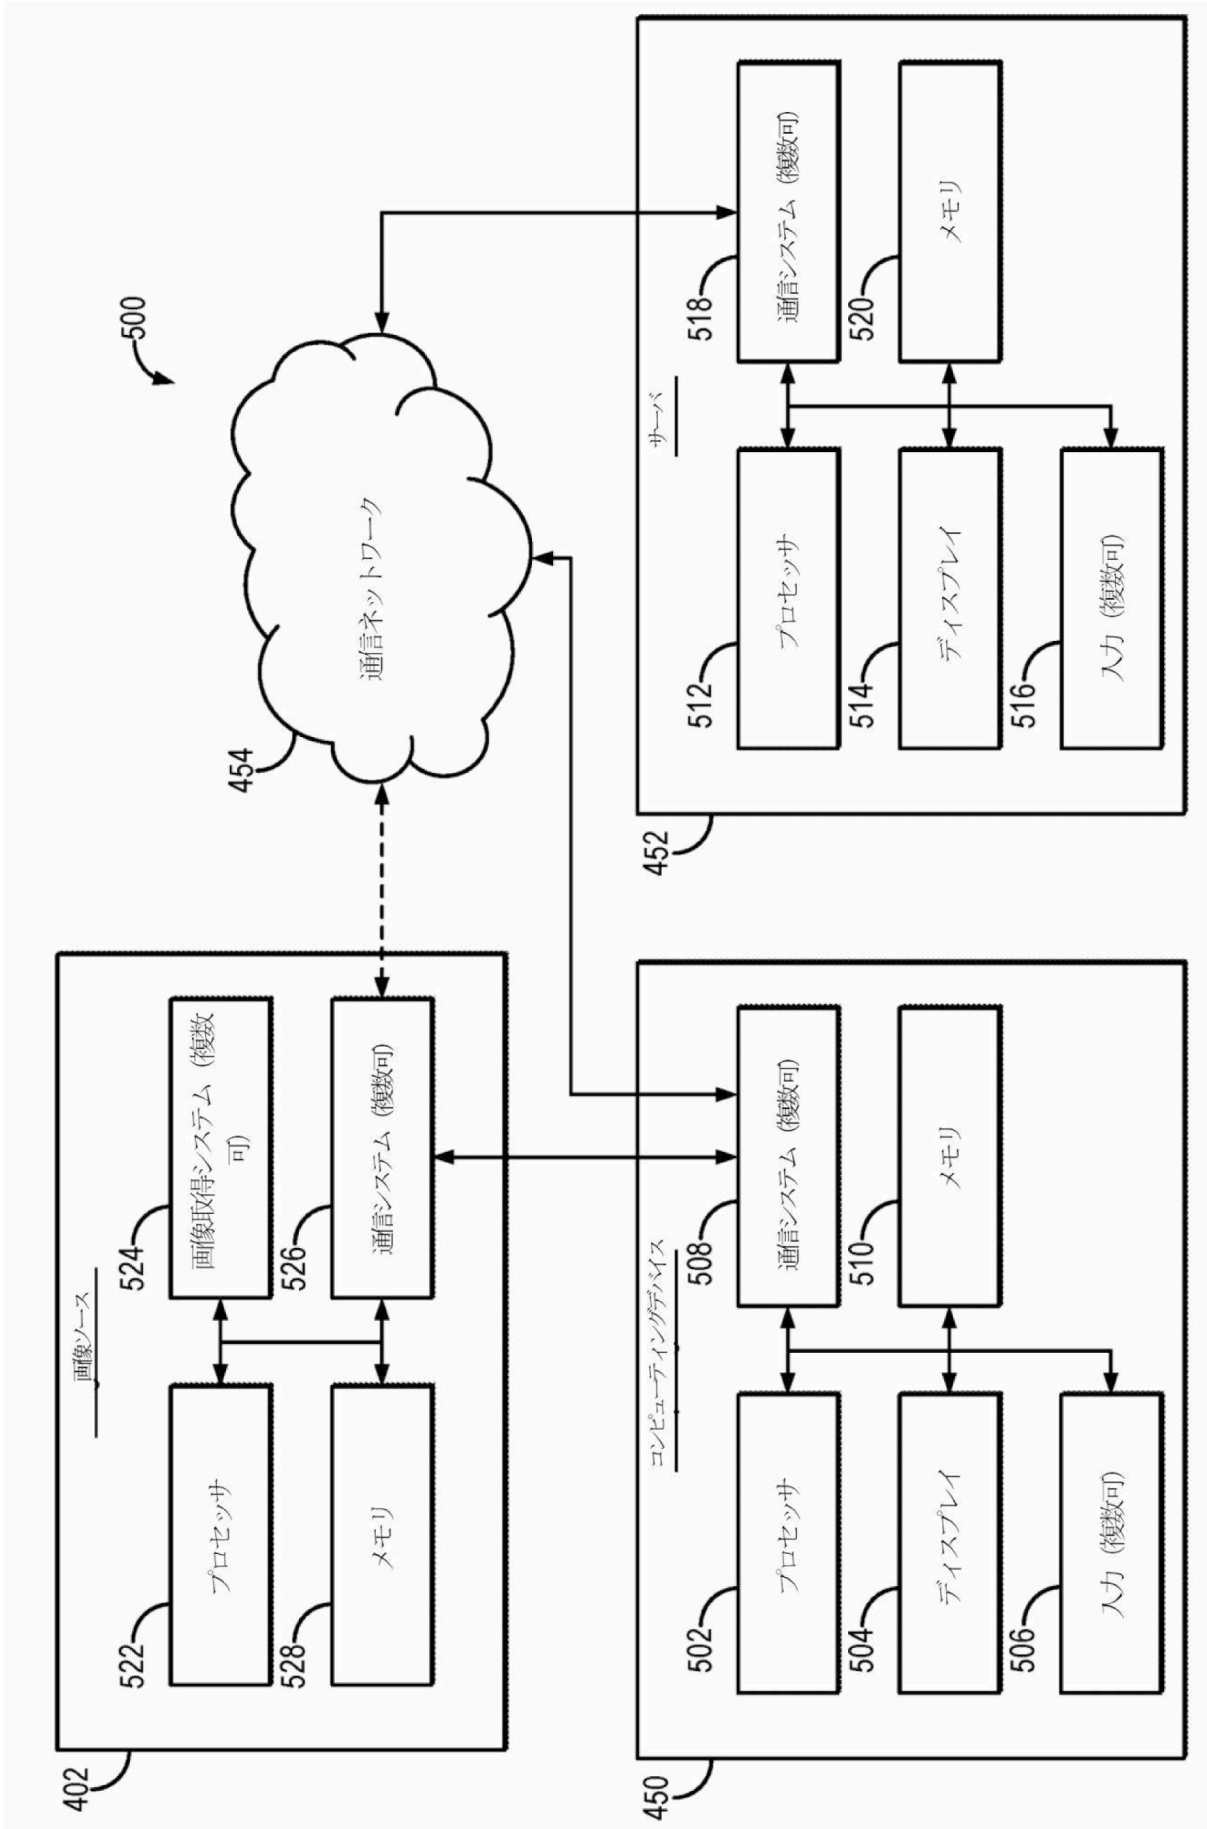 500
402
画像ソース
522
プロセッサ
524
画像取得システム (複数
可)
528
メモリ
526
通信システム (複数可)
454
通信ネットワーク
450
コンピューティングデバイス
502
プロセッサ
508
通信システム (複数可)
504
ディスプレイ
510
メモリ
506
入力 (複数可)
452
サーバ
512
プロセッサ
518
通信システム (複数可)
514
ディスプレイ
520
メモリ
516
入力 (複数可)